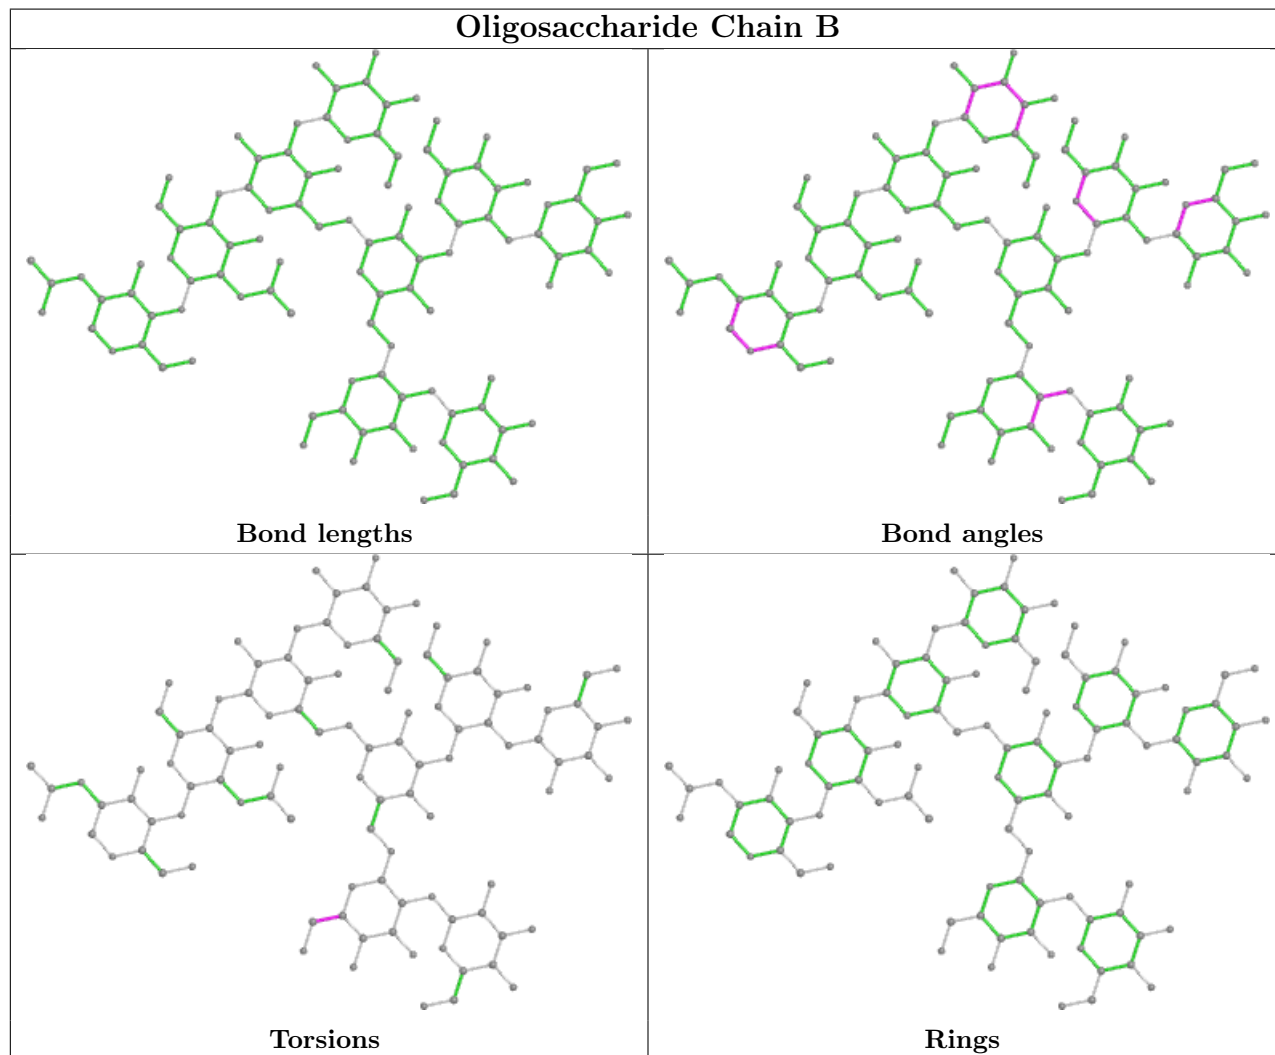 Oligosaccharide Chain B
Bond lengths
Bond angles
Torsions
Rings